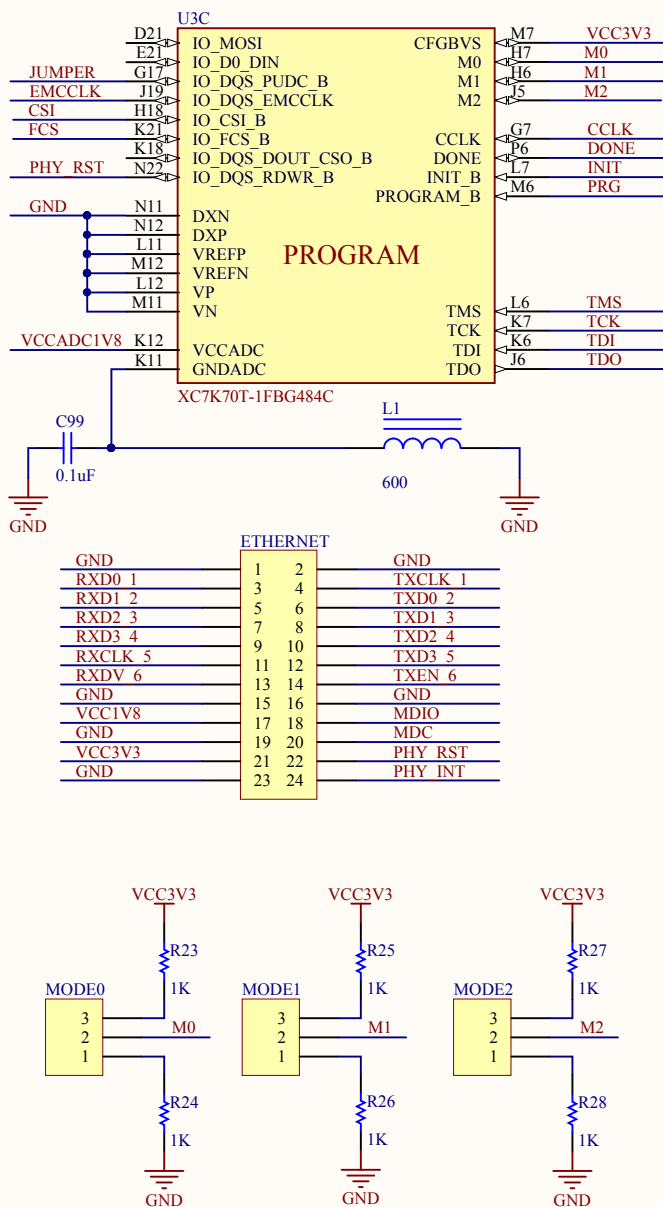 U3C
D21 IO_MOSI CFGBVS M7 VCC3V3
E21 IO_D0_DIN M0 H7 M0
JUMPER G17 IO_DQS_PUDC_B M1 H6 M1
EMCCLK J19 IO_DQS_EMCCLK M2 J5 M2
CSI H18 IO_CSI_B
FCS K21 IO_FCS_B CCLK G7 CCLK
K18 IO_DQS_DOUT_CSO_B DONE P6 DONE
PHY_RST N22 IO_DQS_RDWR_B INIT_B L7 INIT
PROGRAM_B M6 PRG
GND N11 DXN
N12 DXP
L11 VREFP
PROGRAM
M12 VREFN
L12 VP
M11 VN TMS L6 TMS
TCK K7 TCK
VCCADC1V8 K12 VCCADC TDI K6 TDI
K11 GNDADC TDO J6 TDO
XC7K70T-1FBG484C
C99 L1
0.1uF 600
GND GND
ETHERNET
GND 1 2 GND
RXD0_1 3 4 TXCLK_1
RXD1_2 5 6 TXD0_2
RXD2_3 7 8 TXD1_3
RXD3_4 9 10 TXD2_4
RXCLK_5 11 12 TXD3_5
RXDV_6 13 14 TXEN_6
GND 15 16 GND
VCC1V8 17 18 MDIO
GND 19 20 MDC
VCC3V3 21 22 PHY_RST
GND 23 24 PHY_INT
VCC3V3 VCC3V3 VCC3V3
R23 R25 R27
MODE0 1K MODE1 1K MODE2 1K
3 3 3
2 M0 2 M1 2 M2
1 1 1
R24 R26 R28
1K 1K 1K
GND GND GND